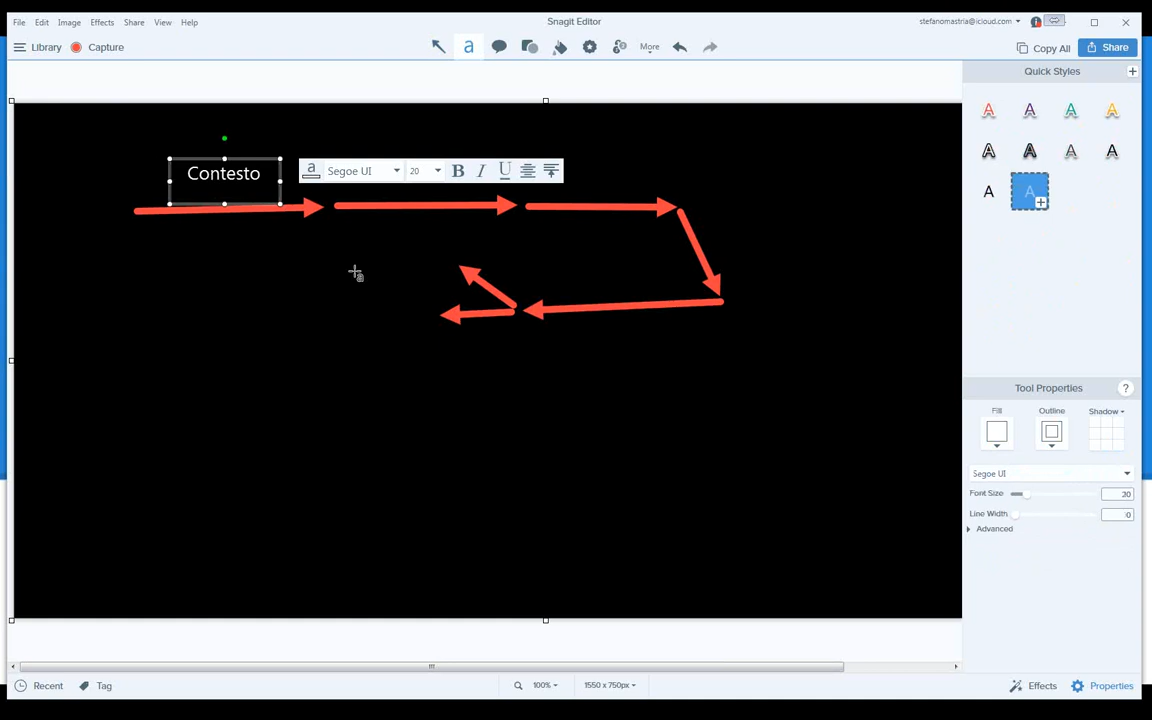 File Edit Image Effects Share View Help
Snagit Editor
stefanomastria@icloud.com
Library Capture
a
More
Copy All Share
Quick Styles
A A A A
A A A A
A A
Contesto
a Segoe UI 20 B I U
Tool Properties ?
Fill Outline Shadow
Segoe UI
Font Size 20
Line Width 0
Advanced
Recent Tag
100% 1550 x 750px
Effects Properties